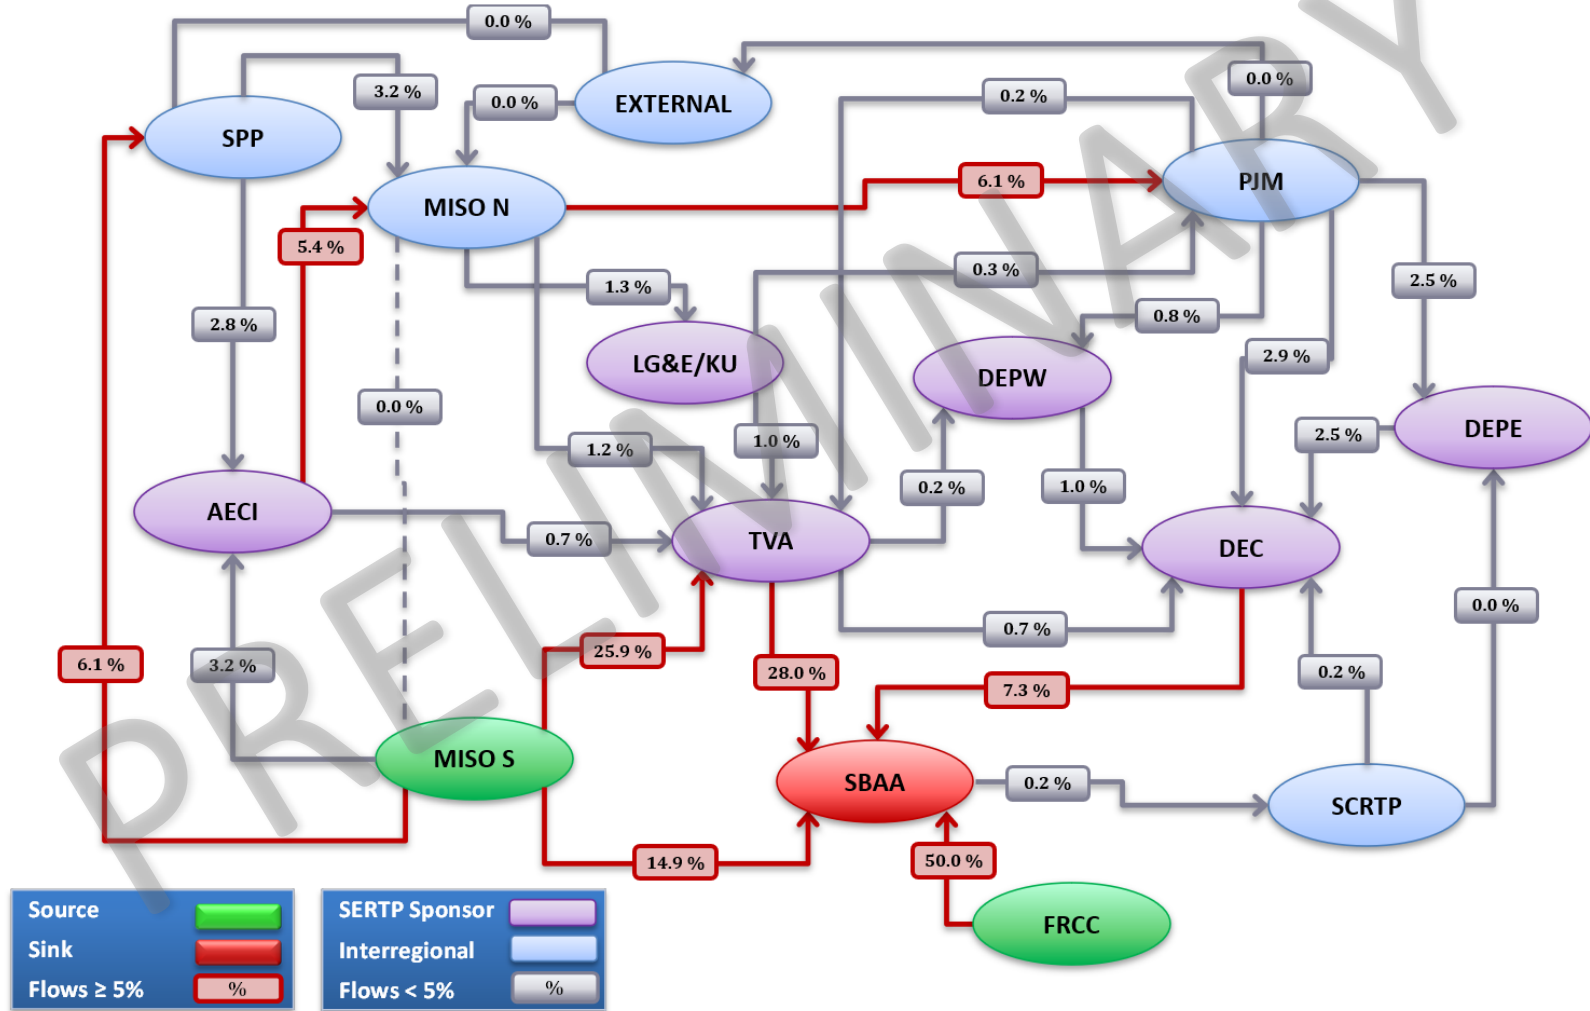 0.0 %
3.2 %
0.0 %
EXTERNAL
0.2 %
0.0 %
SPP
MISO N
6.1 %
PJM
5.4 %
1.3 %
0.3 %
2.5 %
2.8 %
0.8 %
2.9 %
LG&E/KU
DEPW
0.0 %
1.2 %
1.0 %
2.5 %
DEPE
0.2 %
1.0 %
AECI
0.7 %
TVA
DEC
0.0 %
0.7 %
6.1 %
3.2 %
25.9 %
28.0 %
7.3 %
0.2 %
MISO S
SBAA
0.2 %
SCRTP
14.9 %
50.0 %
FRCC
PRELIMINARY
Source
Sink
Flows ≥ 5% %
SERTP Sponsor
Interregional
Flows < 5% %